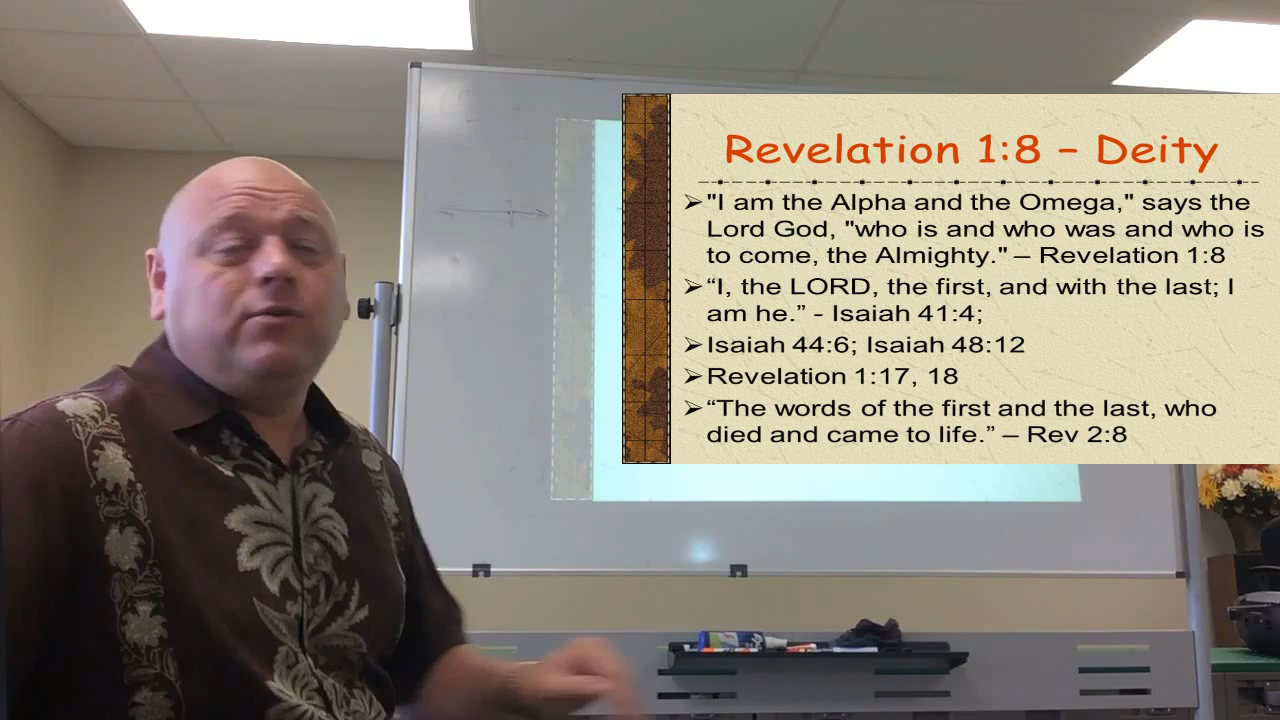 Revelation 1:8 – Deity
"I am the Alpha and the Omega," says the
Lord God, "who is and who was and who is
to come, the Almighty." – Revelation 1:8
“I, the LORD, the first, and with the last; I
am he.” - Isaiah 41:4;
Isaiah 44:6; Isaiah 48:12
Revelation 1:17, 18
“The words of the first and the last, who
died and came to life.” – Rev 2:8